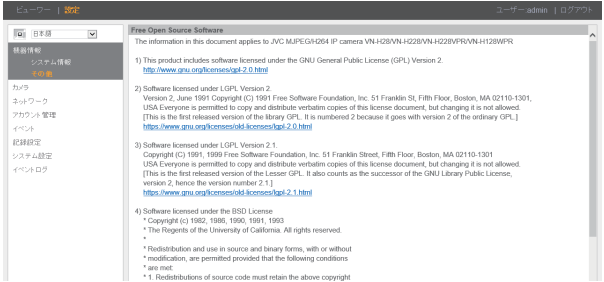 ビューワー | 設定
ユーザー:admin | ログアウト
日本語
機器情報
システム情報
その他
カメラ
ネットワーク
アカウント管理
イベント
記録設定
システム設定
イベントログ
Free Open Source Software
The information in this document applies to JVC MJPEG/H264 IP camera VN-H28/VN-H228/VN-H228VPR/VN-H128WPR
1) This product includes software licensed under the GNU General Public License (GPL) Version 2.
http://www.gnu.org/licenses/gpl-2.0.html
2) Software licensed under LGPL Version 2.
Version 2, June 1991 Copyright (C) 1991 Free Software Foundation, Inc. 51 Franklin St, Fifth Floor, Boston, MA 02110-1301,
USA Everyone is permitted to copy and distribute verbatim copies of this license document, but changing it is not allowed.
[This is the first released version of the library GPL. It is numbered 2 because it goes with version 2 of the ordinary GPL.]
https://www.gnu.org/licenses/old-licenses/lgpl-2.0.html
3) Software licensed under LGPL Version 2.1.
Copyright (C) 1991, 1999 Free Software Foundation, Inc. 51 Franklin Street, Fifth Floor, Boston, MA 02110-1301
USA Everyone is permitted to copy and distribute verbatim copies of this license document, but changing it is not allowed.
[This is the first released version of the Lesser GPL. It also counts as the successor of the GNU Library Public License,
version 2, hence the version number 2.1.]
https://www.gnu.org/licenses/old-licenses/lgpl-2.1.html
4) Software licensed under the BSD License
* Copyright (c) 1982, 1986, 1990, 1991, 1993
* The Regents of the University of California. All rights reserved.
*
* Redistribution and use in source and binary forms, with or without
* modification, are permitted provided that the following conditions
* are met:
* 1. Redistributions of source code must retain the above copyright